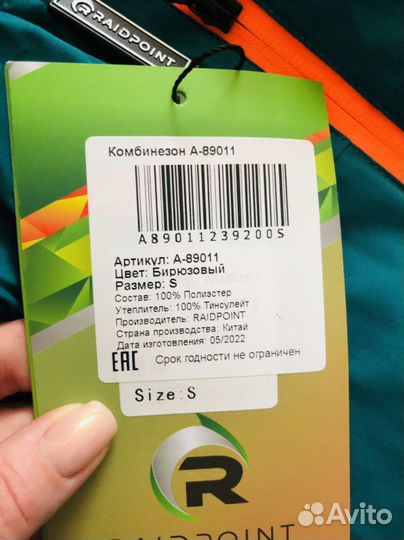 RAIDPOINT
Комбинезон А-89011
A89011239200S
Артикул: А-89011
Цвет: Бирюзовый
Размер: S
Состав: 100% Полиэстер
Утеплитель: 100% Тинсулейт
Производитель: RAIDPOINT
Страна производства: Китай
Дата изготовления: 05/2022
EAC Срок годности не ограничен
Size: S
R
RAIDPOINT
Avito